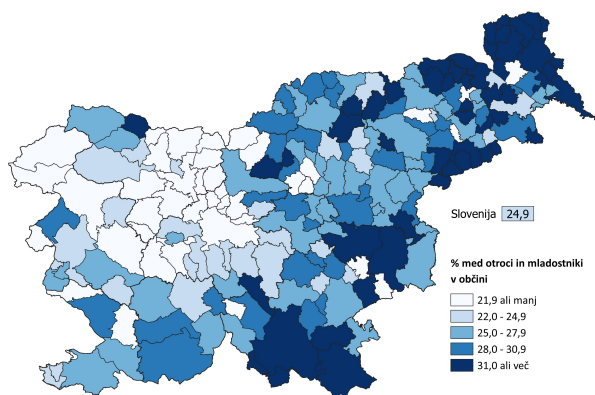 Slovenija 24,9
% med otroci in mladostniki
v občini
21,9 ali manj
22,0 - 24,9
25,0 - 27,9
28,0 - 30,9
31,0 ali več